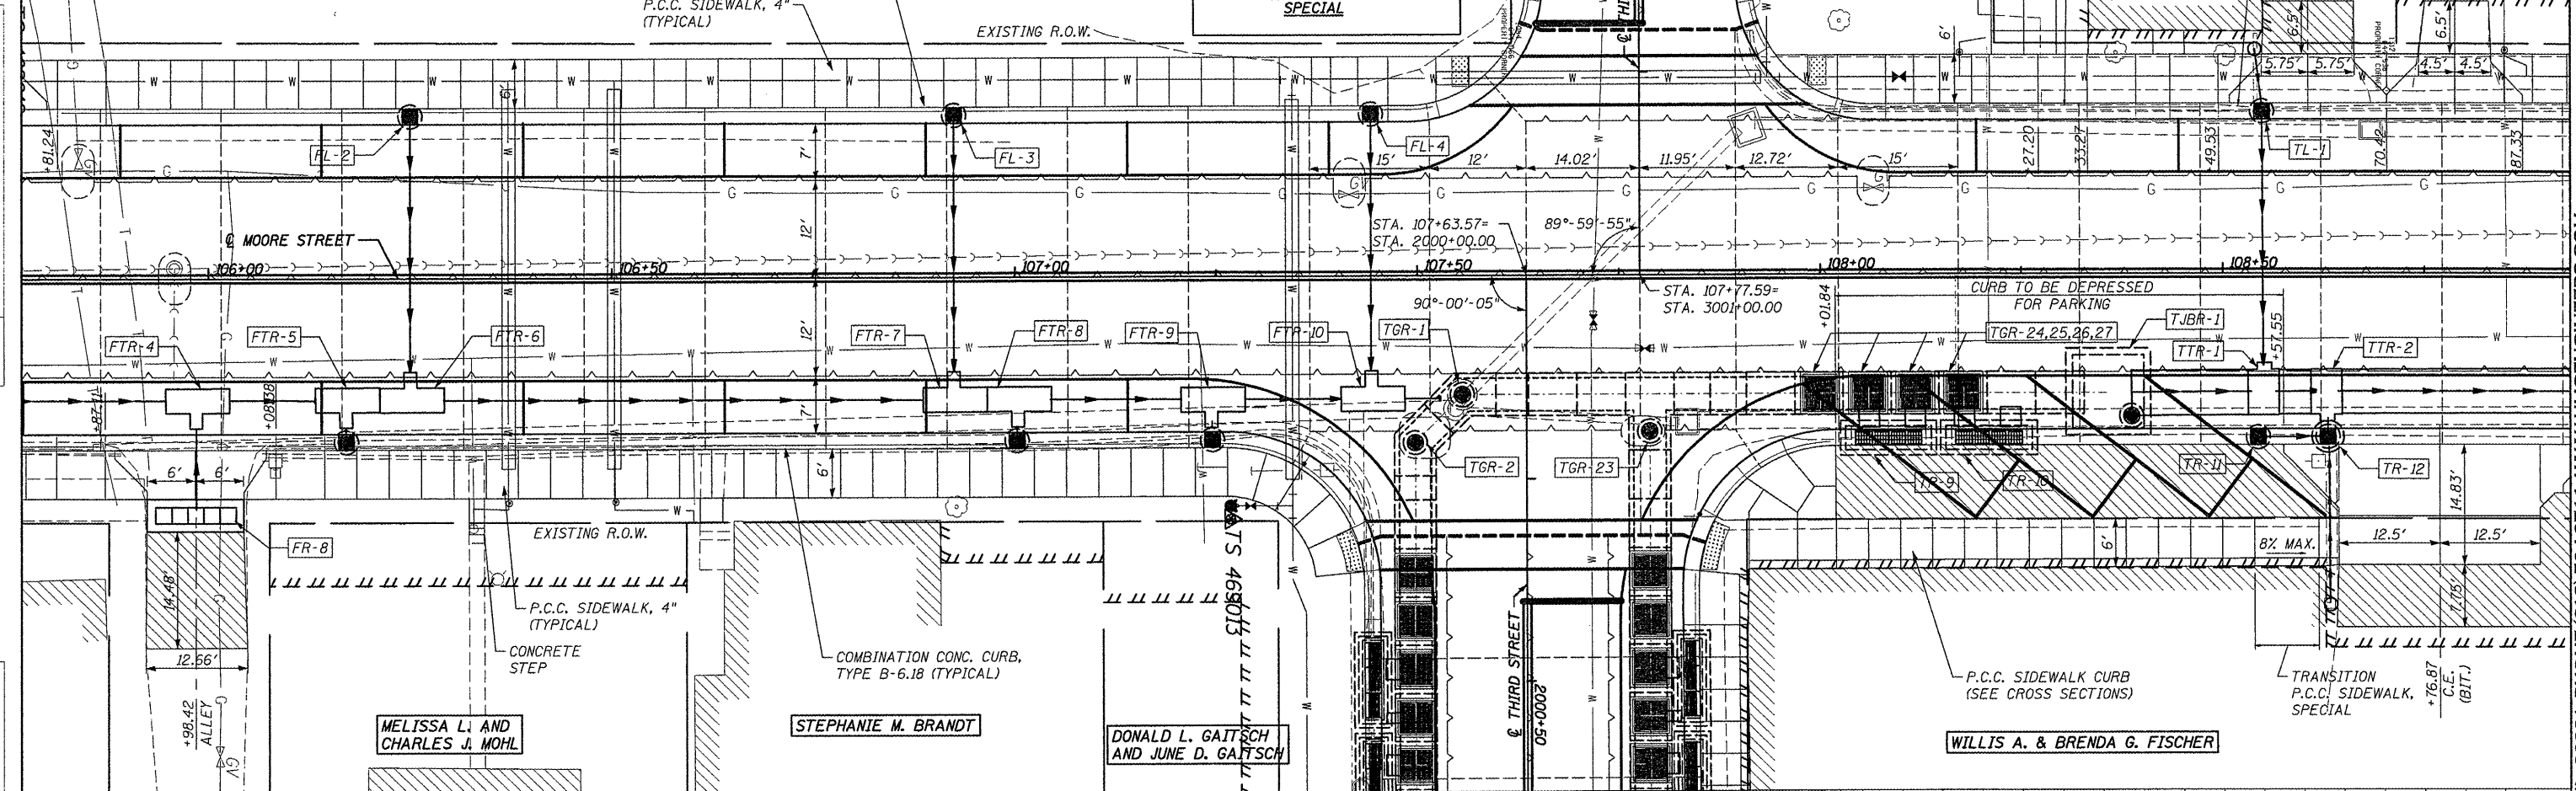 P.C.C. SIDEWALK, 4"
(TYPICAL)
SPECIAL
EXISTING R.O.W.
6'
6'
6.5'
6.5'
5.75'
5.75'
4.5'
4.5'
+81.24
FL-2
FL-3
FL-4
TL-1
7'
15'
12'
14.02'
11.95'
12.72'
15'
+27.20
33.27
49.53
+70.42
+87.33
12'
STA. 107+63.57=
STA. 2000+00.00
89°-59'-55"
℄ MOORE STREET
106+00
106+50
107+00
107+50
108+00
108+50
STA. 107+77.59=
STA. 3001+00.00
90°-00'-05"
CURB TO BE DEPRESSED
FOR PARKING
+01.84
+57.55
12'
FTR-4
FTR-5
FTR-6
FTR-7
FTR-8
FTR-9
FTR-10
TGR-1
TGR-24,25,26,27
TJBR-1
TTR-1
TTR-2
7'
6'
6'
6'
TGR-2
TGR-23
TR-9
TR-10
TR-11
TR-12
14.83'
12.5'
12.5'
8% MAX.
6'
7.75'
FR-8
EXISTING R.O.W.
14.48'
12.66'
P.C.C. SIDEWALK, 4"
(TYPICAL)
CONCRETE
STEP
COMBINATION CONC. CURB,
TYPE B-6.18 (TYPICAL)
ATS 469013
℄ THIRD STREET
2000+50
P.C.C. SIDEWALK CURB
(SEE CROSS SECTIONS)
TRANSITION
P.C.C. SIDEWALK,
SPECIAL
+76.87
C.E.
(BIT.)
+98.42
ALLEY
GV
MELISSA L. AND
CHARLES J. MOHL
STEPHANIE M. BRANDT
DONALD L. GAITSCH
AND JUNE D. GAITSCH
WILLIS A. & BRENDA G. FISCHER